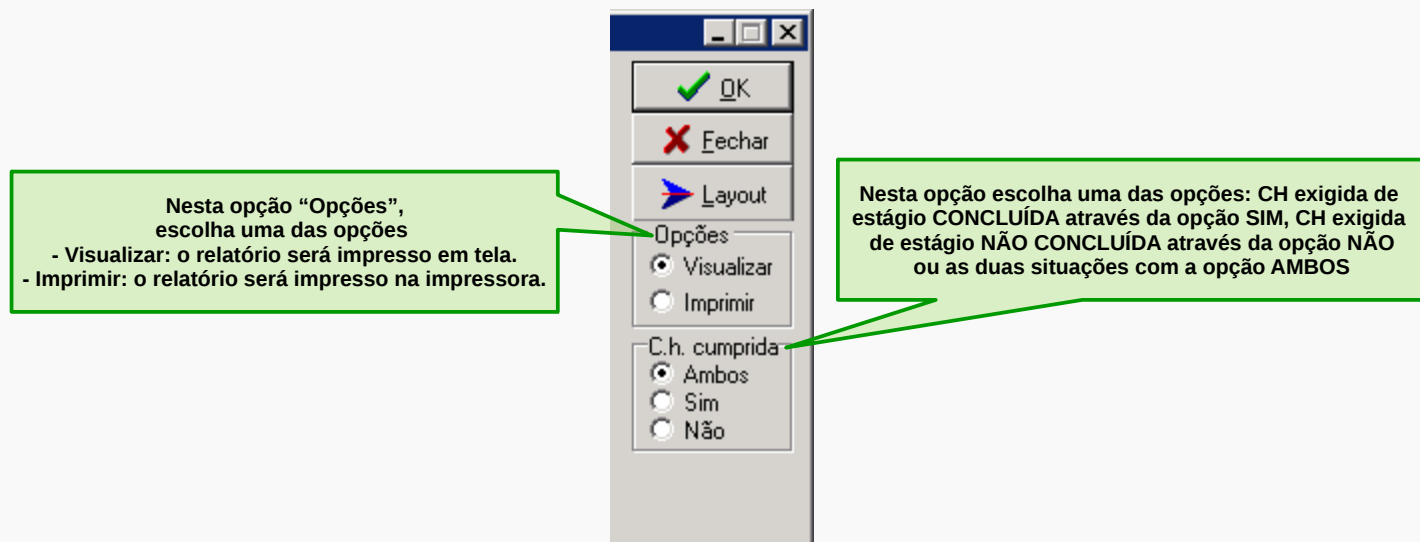 OK
Fechar
Layout
Nesta opção “Opções”,
escolha uma das opções
- Visualizar: o relatório será impresso em tela.
- Imprimir: o relatório será impresso na impressora.
Opções
Visualizar
Imprimir
Nesta opção escolha uma das opções: CH exigida de
estágio CONCLUÍDA através da opção SIM, CH exigida
de estágio NÃO CONCLUÍDA através da opção NÃO
ou as duas situações com a opção AMBOS
C.h. cumprida
Ambos
Sim
Não